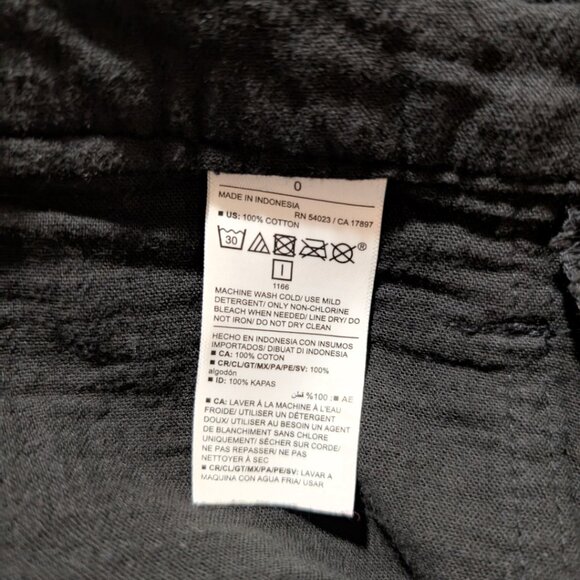 0
MADE IN INDONESIA RN 54023 / CA 17897
■ US: 100% COTTON
30 ®
1166
MACHINE WASH COLD/ USE MILD
DETERGENT/ ONLY NON-CHLORINE
BLEACH WHEN NEEDED/ LINE DRY/ DO
NOT IRON/ DO NOT DRY CLEAN
HECHO EN INDONESIA CON INSUMOS
IMPORTADOS/ DIBUAT DI INDONESIA
■ CA: 100% COTON
■ CR/CL/GT/MX/PA/PE/SV: 100%
algodón
■ ID: 100% KAPAS
■ AE: 100% قطن
■ CA: LAVER À LA MACHINE À L'EAU
FROIDE/ UTILISER UN DÉTERGENT
DOUX/ UTILISER AU BESOIN UN AGENT
DE BLANCHIMENT SANS CHLORE
UNIQUEMENT/ SÉCHER SUR CORDE/
NE PAS REPASSER/ NE PAS
NETTOYER À SEC
■ CR/CL/GT/MX/PA/PE/SV: LAVAR A
MAQUINA CON AGUA FRIA/ USAR